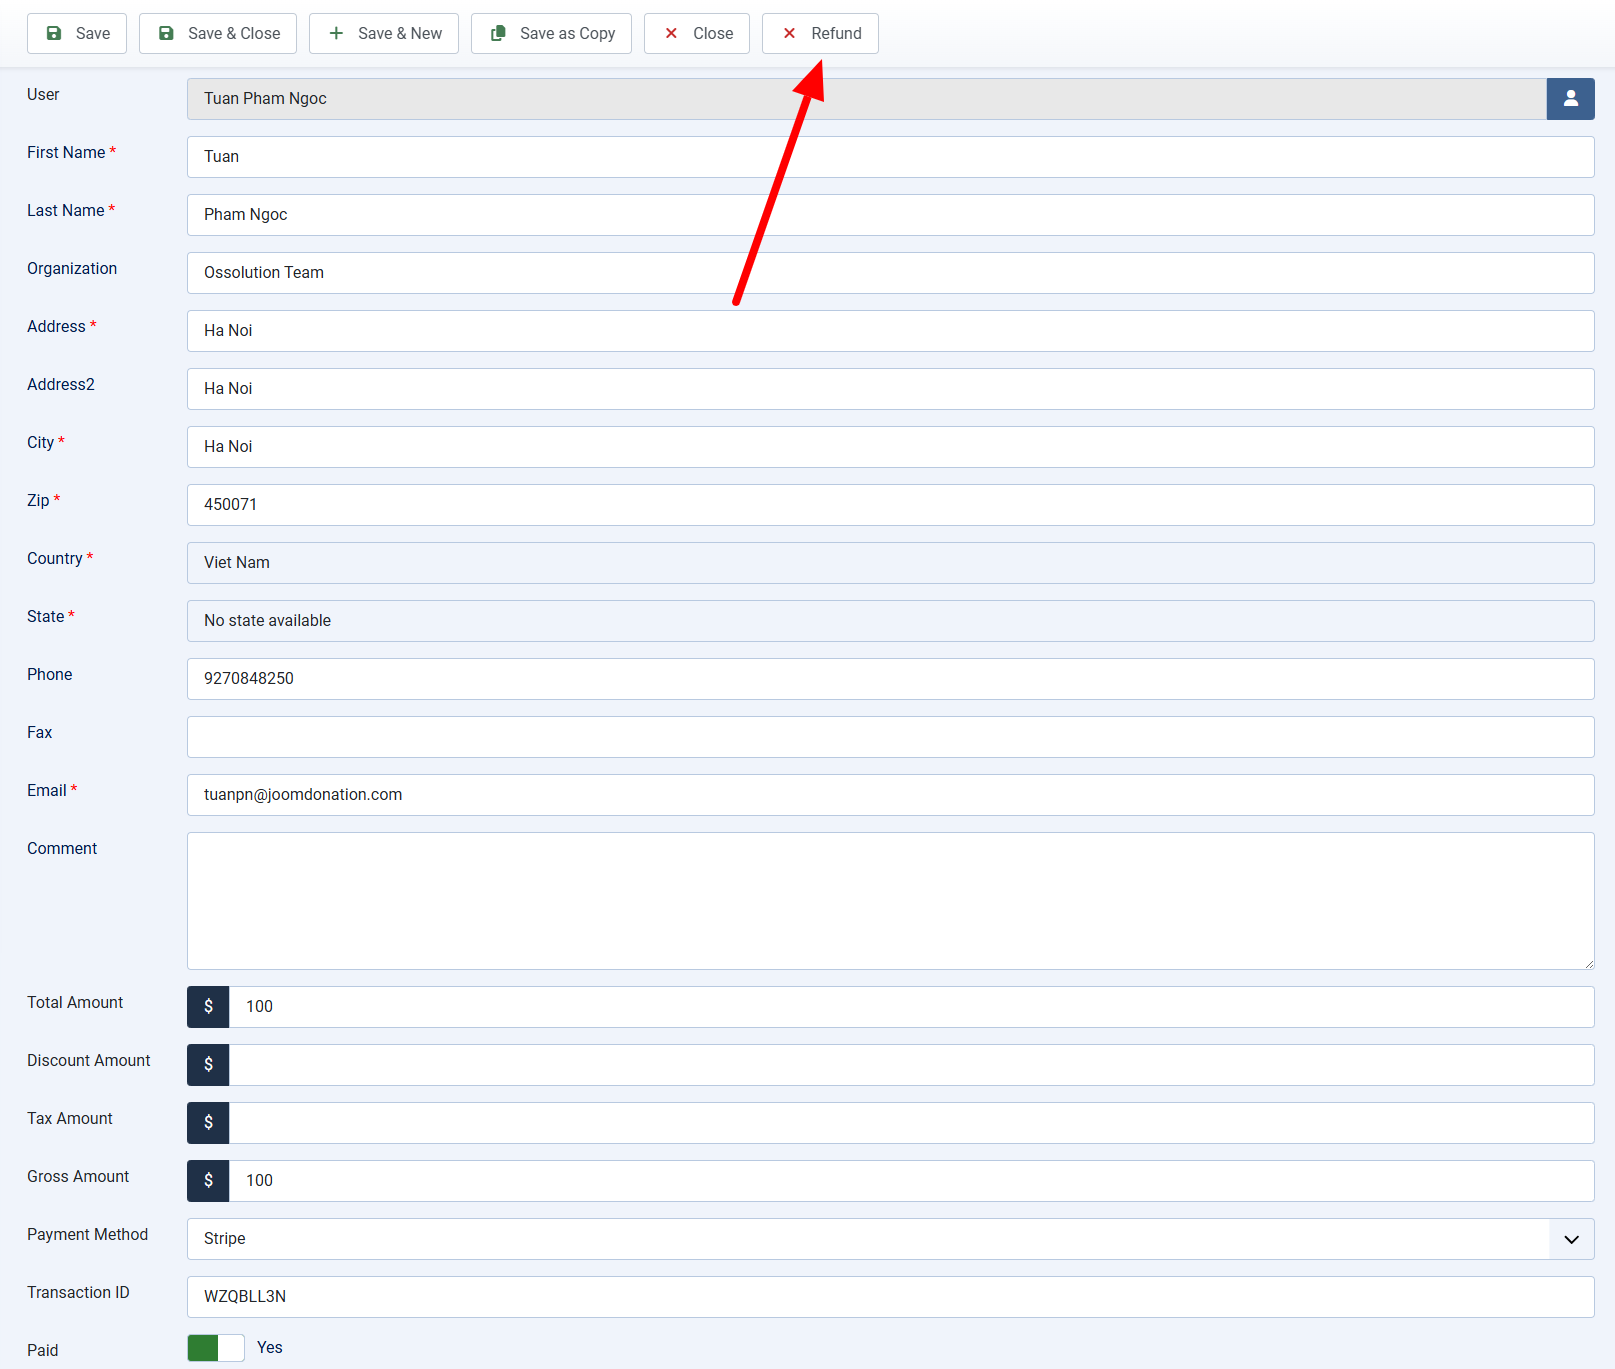 Save
Save & Close
Save & New
Save as Copy
Close
Refund
User
Tuan Pham Ngoc
First Name *
Tuan
Last Name *
Pham Ngoc
Organization
Ossolution Team
Address *
Ha Noi
Address2
Ha Noi
City *
Ha Noi
Zip *
450071
Country *
Viet Nam
State *
No state available
Phone
9270848250
Fax
Email *
tuanpn@joomdonation.com
Comment
Total Amount
$ 100
Discount Amount
$
Tax Amount
$
Gross Amount
$ 100
Payment Method
Stripe
Transaction ID
WZQBLL3N
Paid
Yes